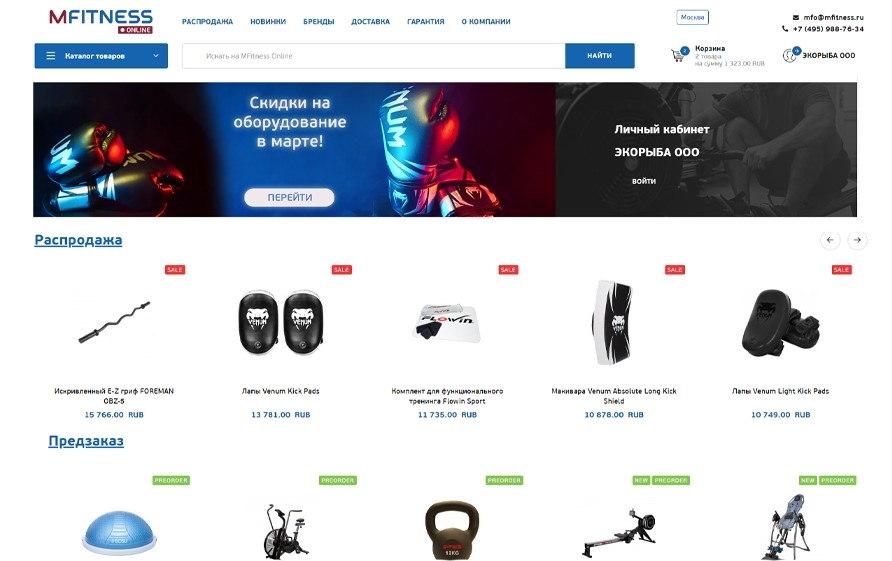 MFITNESS
ONLINE
РАСПРОДАЖА НОВИНКИ БРЕНДЫ ДОСТАВКА ГАРАНТИЯ О КОМПАНИИ
Москва
mfo@mfitness.ru
+7 (495) 988-76-34
Каталог товаров
Искать на MFitness Online
НАЙТИ
Корзина
2 товара
на сумму 1 323.00 RUB
ЭКОРЫБА ООО
Скидки на
оборудование
в марте!
ПЕРЕЙТИ
Личный кабинет
ЭКОРЫБА ООО
ВОЙТИ
Распродажа
SALE SALE SALE SALE SALE
Искривленный E-Z гриф FOREMAN
OBZ-5
15 766.00 RUB
Лапы Venum Kick Pads
13 781.00 RUB
Комплект для функционального
тренинга Flowin Sport
11 735.00 RUB
Макивара Venum Absolute Long Kick
Shield
10 878.00 RUB
Лапы Venum Light Kick Pads
10 749.00 RUB
Предзаказ
PREORDER PREORDER PREORDER NEW PREORDER NEW PREORDER